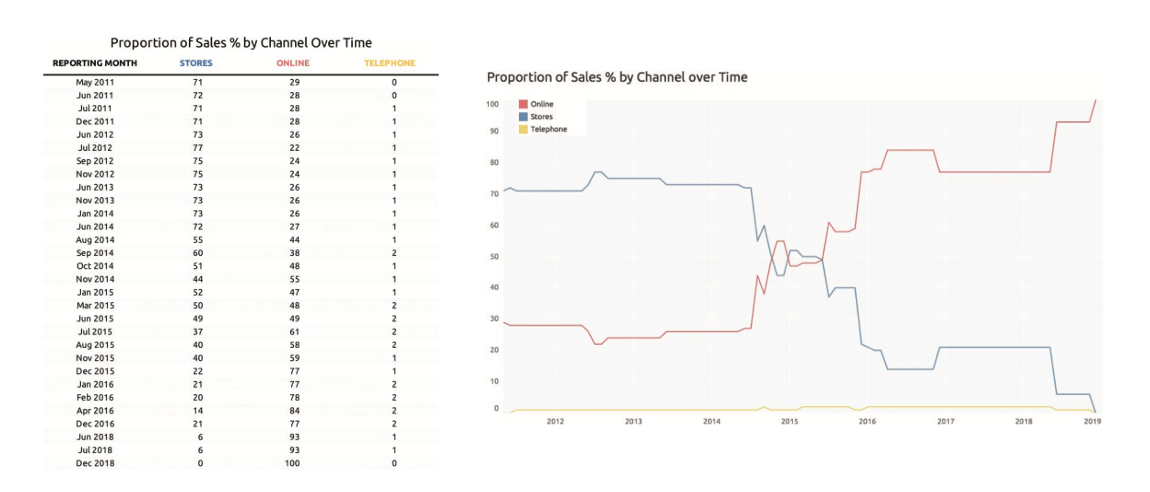 Proportion of Sales % by Channel Over Time
REPORTING MONTH STORES ONLINE TELEPHONE
May 2011 71 29 0
Jun 2011 72 28 0
Jul 2011 71 28 1
Dec 2011 71 28 1
Jun 2012 73 26 1
Jul 2012 77 22 1
Sep 2012 75 24 1
Nov 2012 75 24 1
Jun 2013 73 26 1
Nov 2013 73 26 1
Jan 2014 73 26 1
Jun 2014 72 27 1
Aug 2014 55 44 1
Sep 2014 60 38 2
Oct 2014 51 48 1
Nov 2014 44 55 1
Jan 2015 52 47 1
Mar 2015 50 48 2
Jun 2015 49 49 2
Jul 2015 37 61 2
Aug 2015 40 58 2
Nov 2015 40 59 1
Dec 2015 22 77 1
Jan 2016 21 77 2
Feb 2016 20 78 2
Apr 2016 14 84 2
Dec 2016 21 77 2
Jun 2018 6 93 1
Jul 2018 6 93 1
Dec 2018 0 100 0
Proportion of Sales % by Channel over Time
Online
Stores
Telephone
100
90
80
70
60
50
40
30
20
10
0
2012 2013 2014 2015 2016 2017 2018 2019